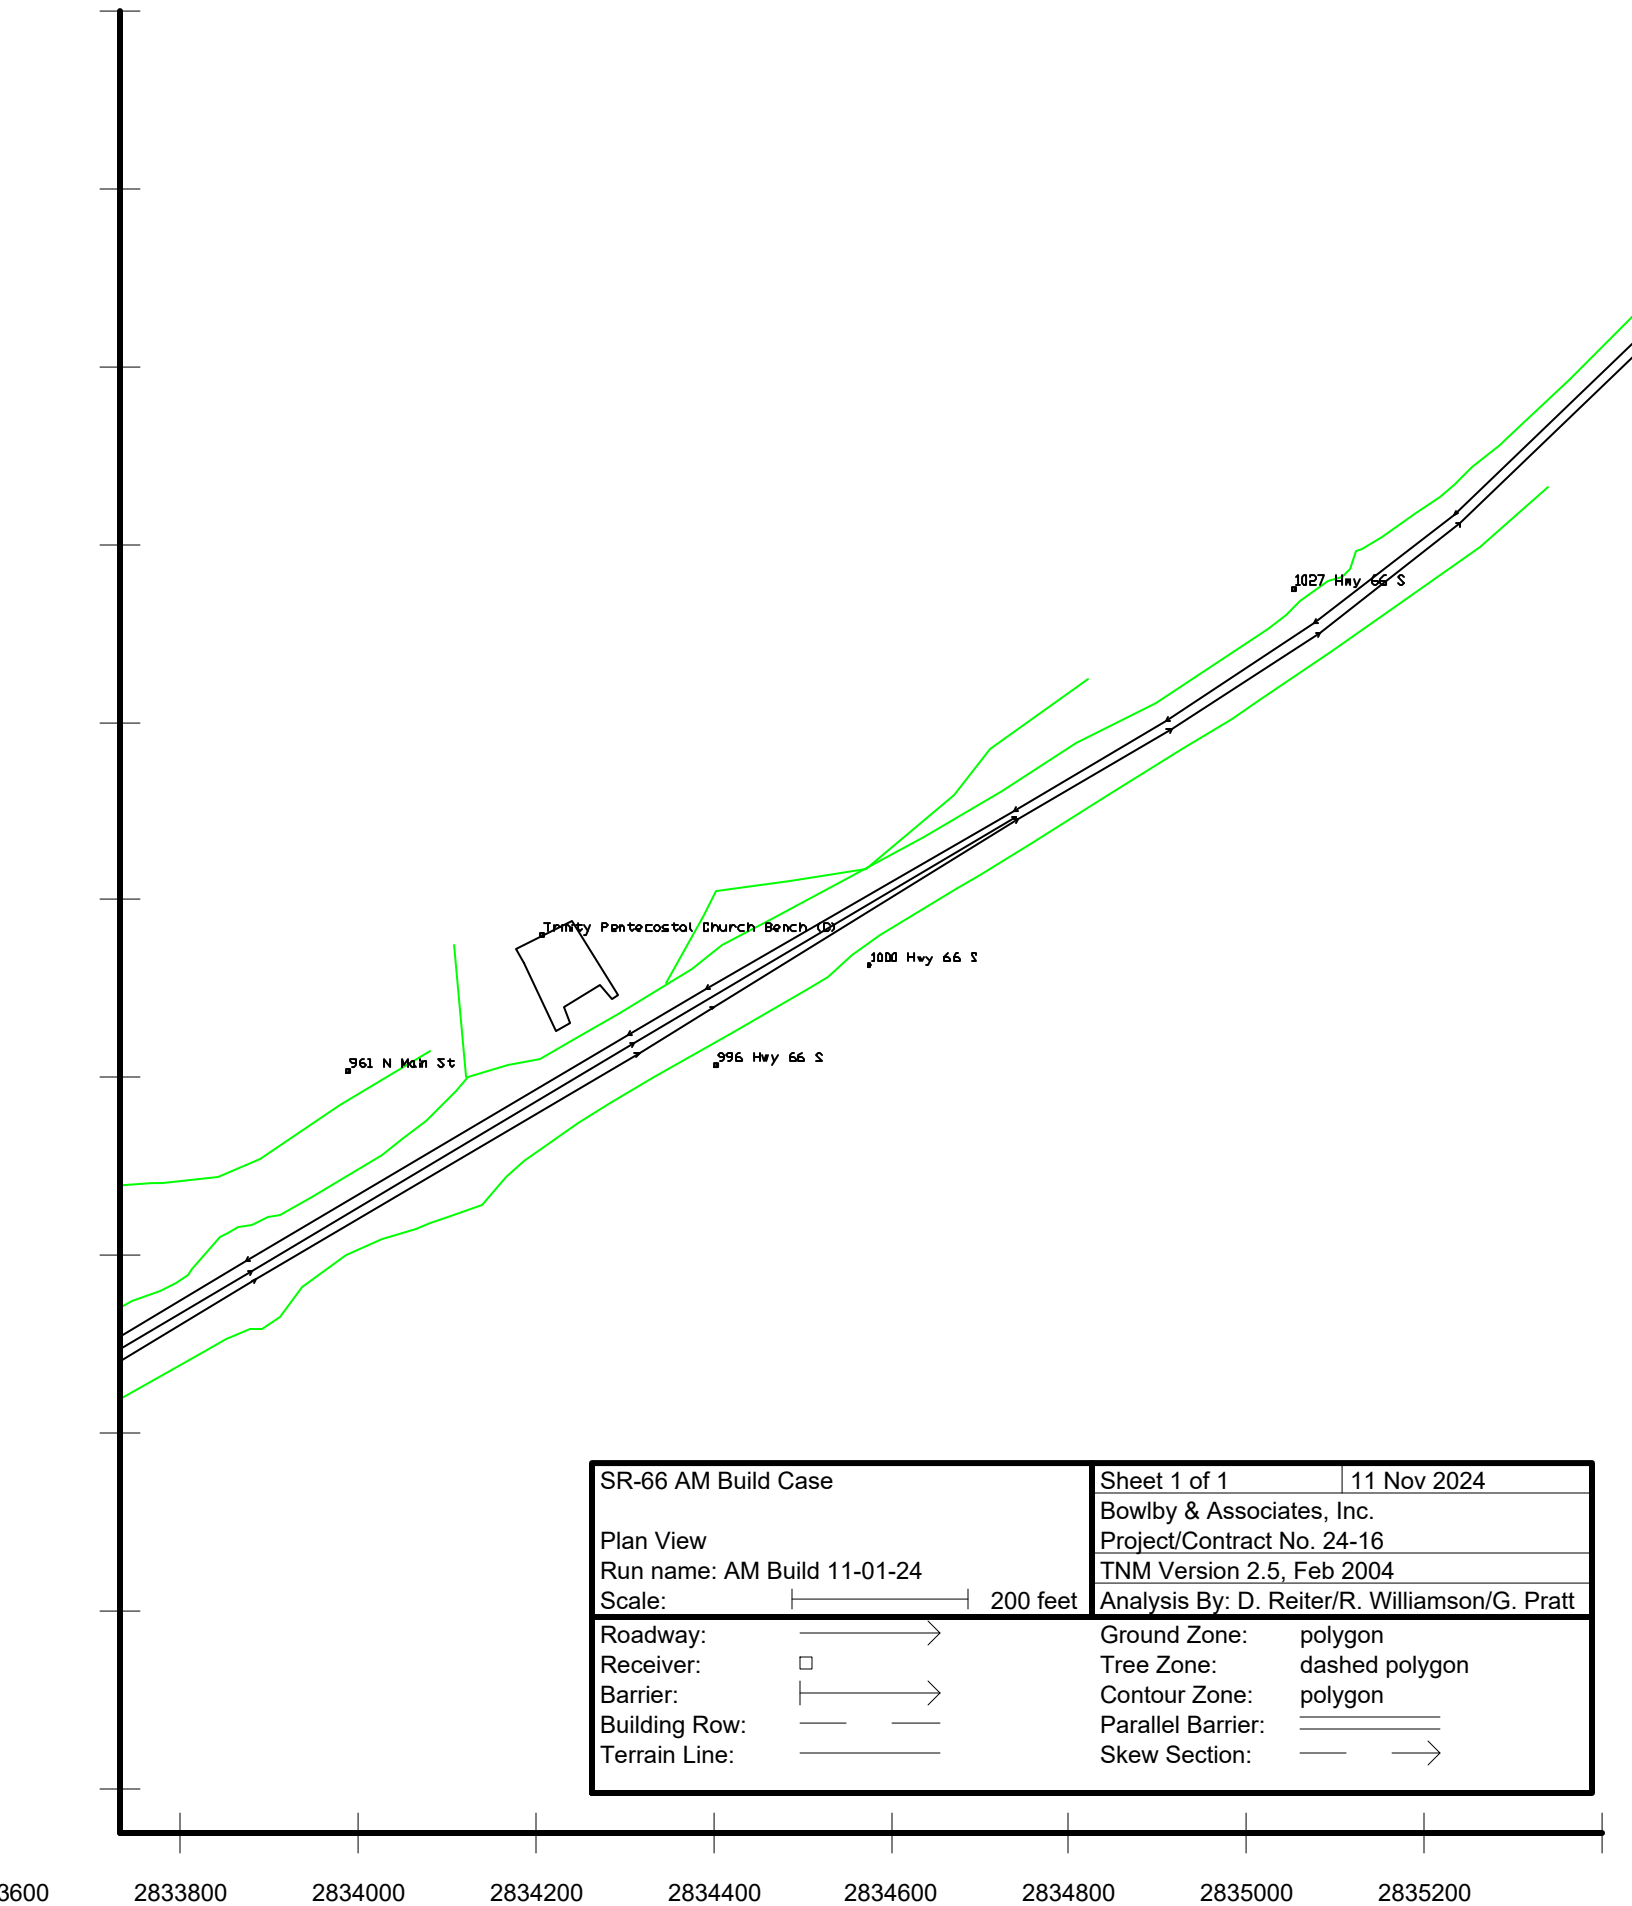 1027 Hwy 66 S
Trinity Pentecostal Church Bench (D)
1000 Hwy 66 S
961 N Main St
996 Hwy 66 S
SR-66 AM Build Case
Sheet 1 of 1
11 Nov 2024
Bowlby & Associates, Inc.
Plan View
Project/Contract No. 24-16
Run name: AM Build 11-01-24
TNM Version 2.5, Feb 2004
Scale: 200 feet
Analysis By: D. Reiter/R. Williamson/G. Pratt
Roadway:
Ground Zone: polygon
Receiver:
Tree Zone: dashed polygon
Barrier:
Contour Zone: polygon
Building Row:
Parallel Barrier:
Terrain Line:
Skew Section:
3600 2833800 2834000 2834200 2834400 2834600 2834800 2835000 2835200